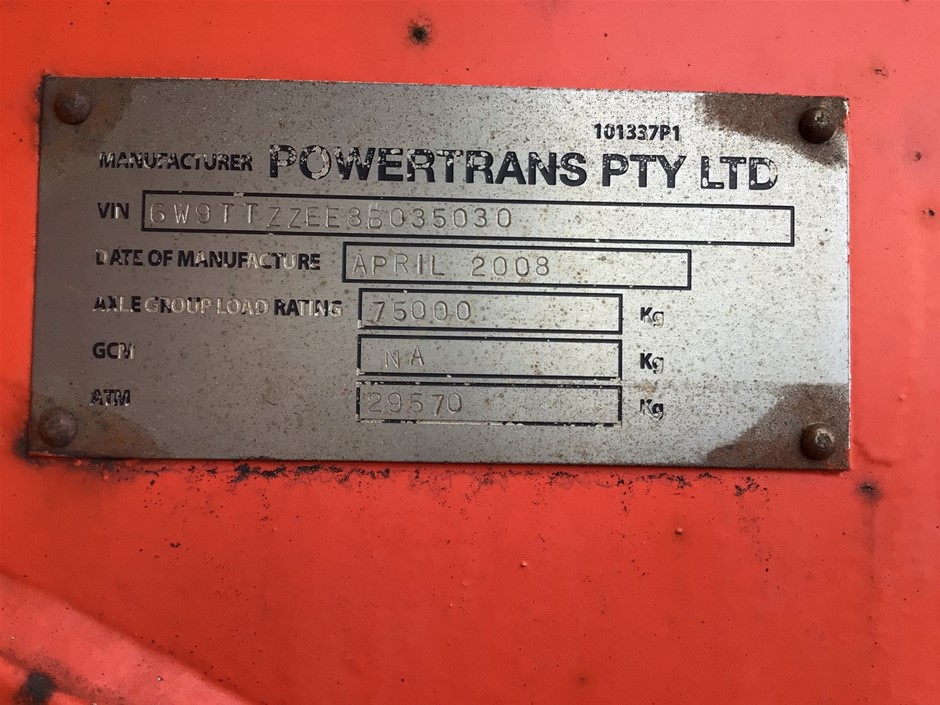 101337P1
MANUFACTURER POWERTRANS PTY LTD
VIN 6W9TTZZEE8B035030
DATE OF MANUFACTURE APRIL 2008
AXLE GROUP LOAD RATING 75000 Kg
GCM NA Kg
ATM 29570 Kg